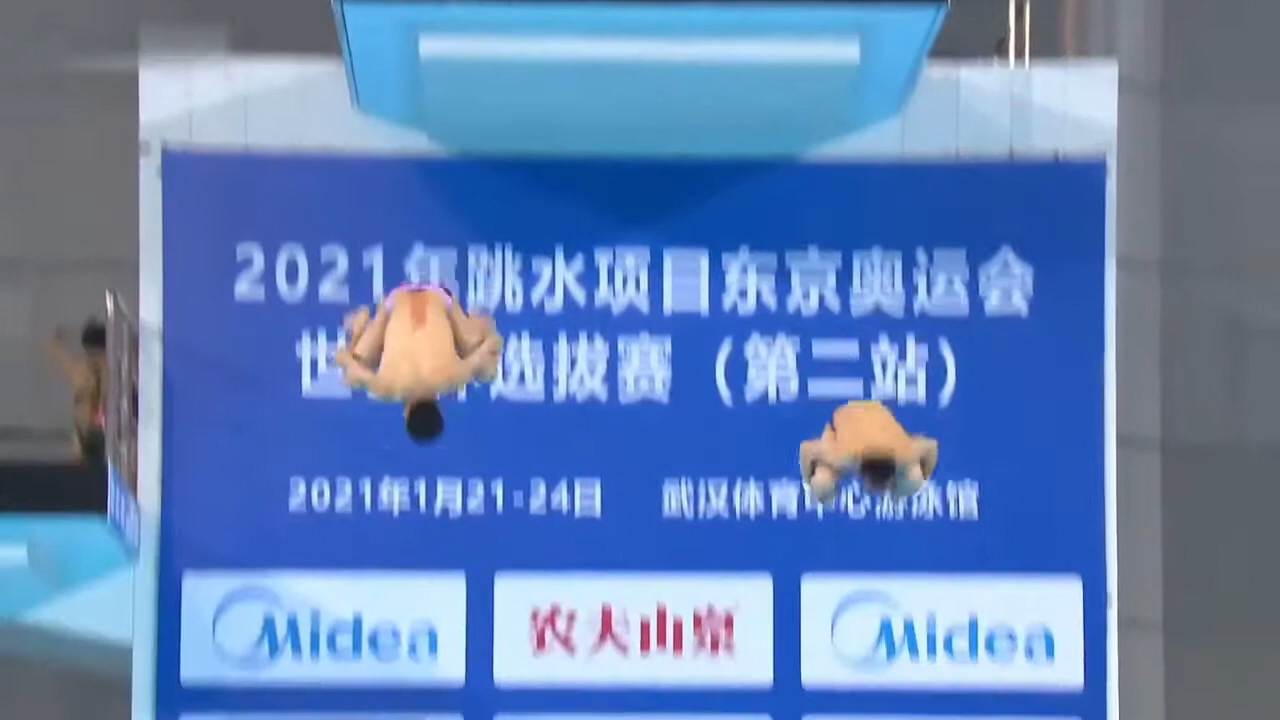 2021年跳水项目东京奥运会
世 杯选拔赛（第二站）
2021年1月21-24日 武汉体育中心游泳馆
Midea 农夫山泉 Midea